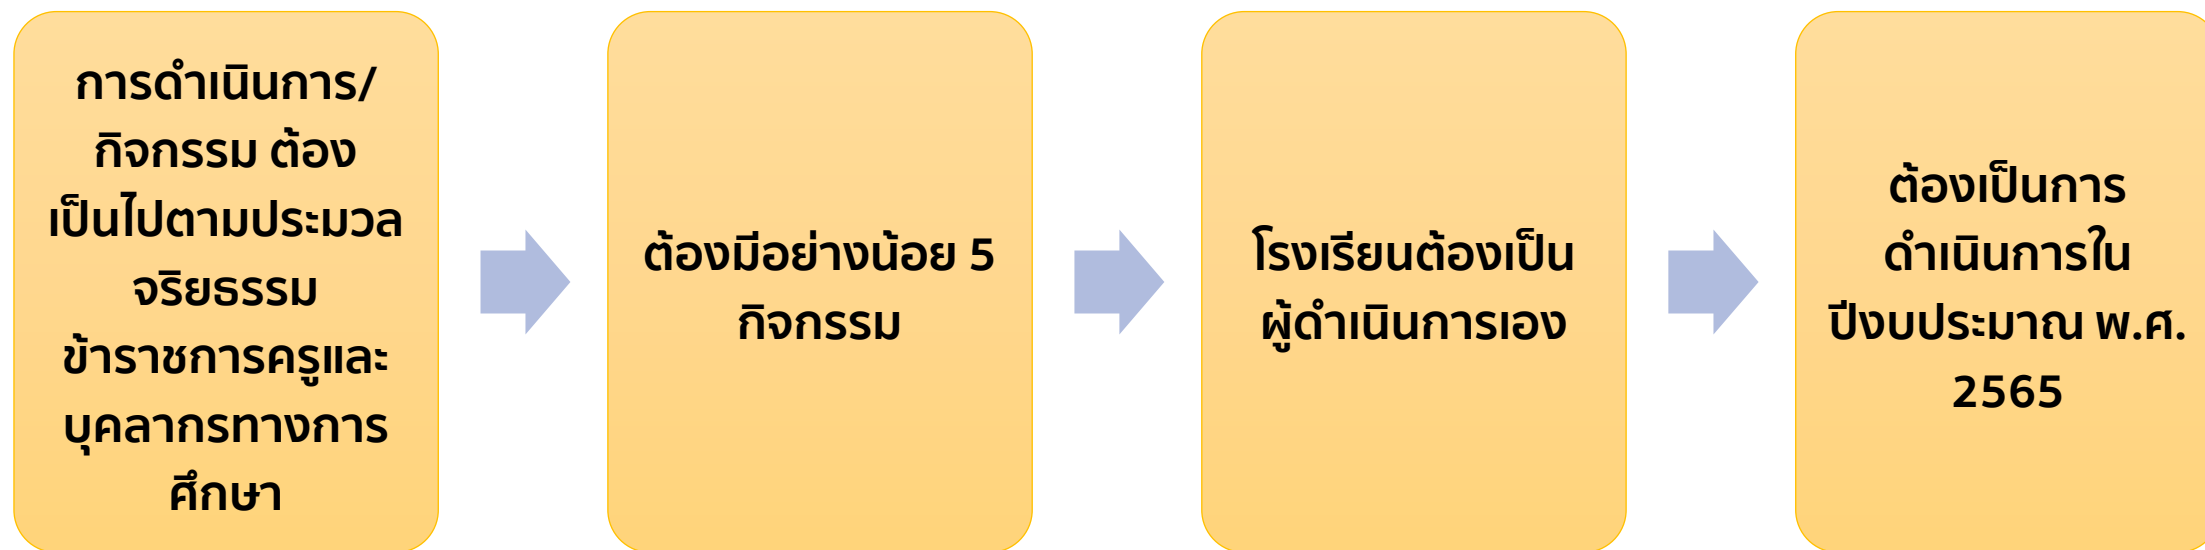 การดำเนินการ/
กิจกรรม ต้อง
เป็นไปตามประมวล
จริยธรรม
ข้าราชการครูและ
บุคลากรทางการ
ศึกษา
ต้องมีอย่างน้อย 5
กิจกรรม
โรงเรียนต้องเป็น
ผู้ดำเนินการเอง
ต้องเป็นการ
ดำเนินการใน
ปีงบประมาณ พ.ศ.
2565